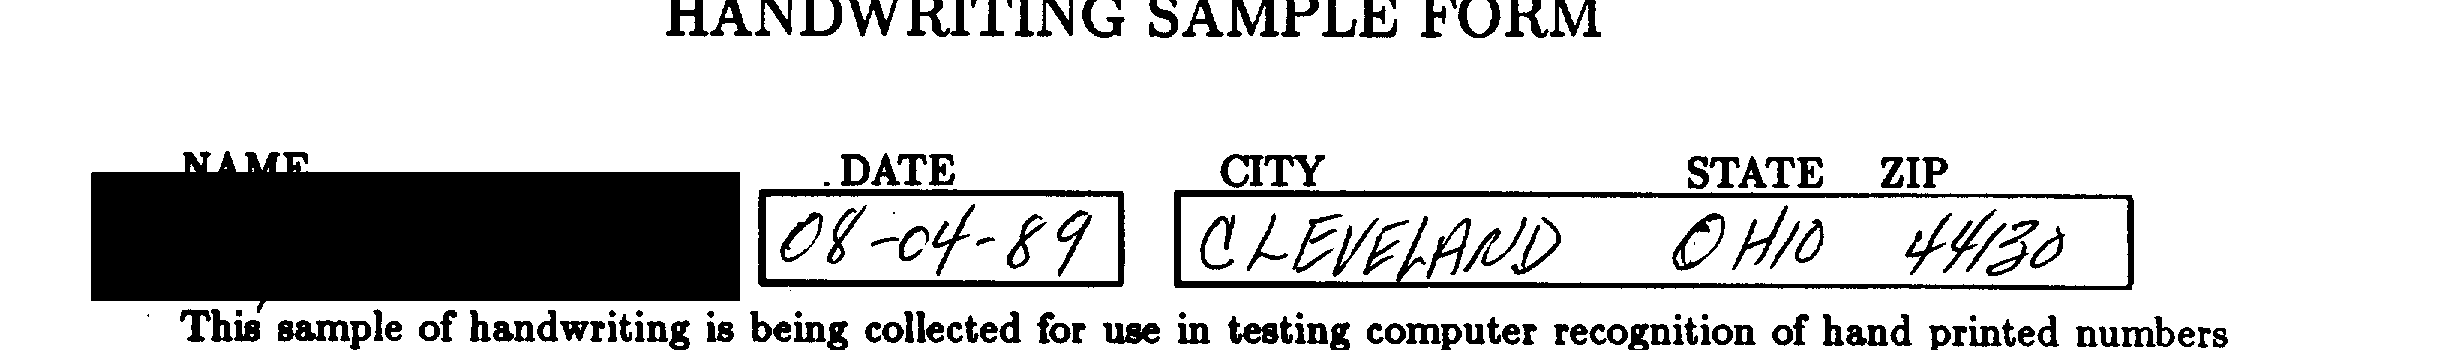 HANDWRITING SAMPLE FORM
NAME DATE CITY STATE ZIP
08-04-89 CLEVELAND OHIO 44130
This sample of handwriting is being collected for use in testing computer recognition of hand printed numbers